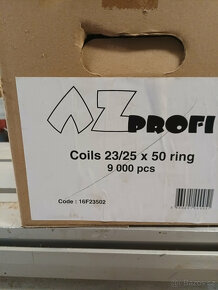 AZ PROFI
Coils 23/25 x 50 ring
9 000 pcs
Code : 16F23502